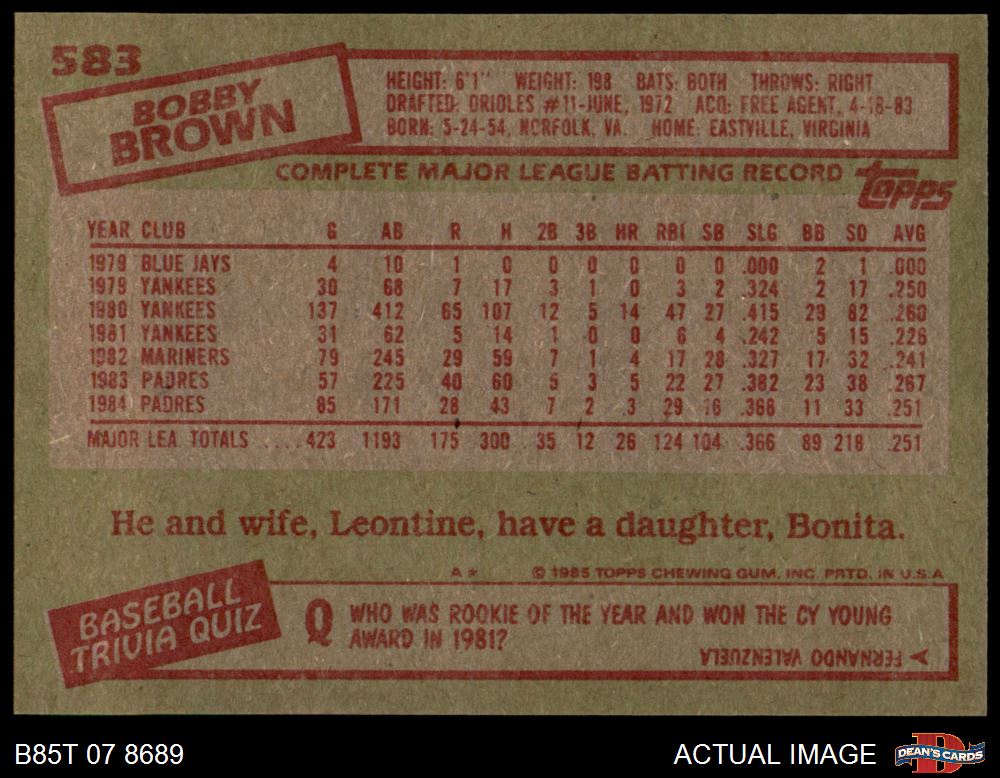 583
BOBBY
BROWN
HEIGHT: 6'1" WEIGHT: 198 BATS: BOTH THROWS: RIGHT
DRAFTED: ORIOLES #11-JUNE, 1972 ACQ: FREE AGENT, 4-18-83
BORN: 5-24-54, NORFOLK, VA. HOME: EASTVILLE, VIRGINIA
COMPLETE MAJOR LEAGUE BATTING RECORD
TOPPS
YEAR CLUB G AB R H 2B 3B HR RBI SB SLG BB SO AVG
1979 BLUE JAYS 4 10 1 0 0 0 0 0 0 .000 2 1 .000
1979 YANKEES 30 68 7 17 3 1 0 3 2 .324 2 17 .250
1980 YANKEES 137 412 65 107 12 5 14 47 27 .415 29 82 .260
1981 YANKEES 31 62 5 14 1 0 0 6 4 .242 5 15 .226
1982 MARINERS 79 245 29 59 7 1 4 17 28 .327 17 32 .241
1983 PADRES 57 225 40 60 5 3 5 22 27 .382 23 38 .267
1984 PADRES 85 171 28 43 7 2 3 29 16 .368 11 33 .251
MAJOR LEA TOTALS ....423 1193 175 300 35 12 26 124 104 .366 89 218 .251
He and wife, Leontine, have a daughter, Bonita.
A* © 1985 TOPPS CHEWING GUM, INC. PRTD. IN U.S.A
BASEBALL
TRIVIA QUIZ
Q WHO WAS ROOKIE OF THE YEAR AND WON THE CY YOUNG
AWARD IN 1981?
A FERNANDO VALENZUELA
B85T 07 8689
ACTUAL IMAGE
DEAN'S CARDS